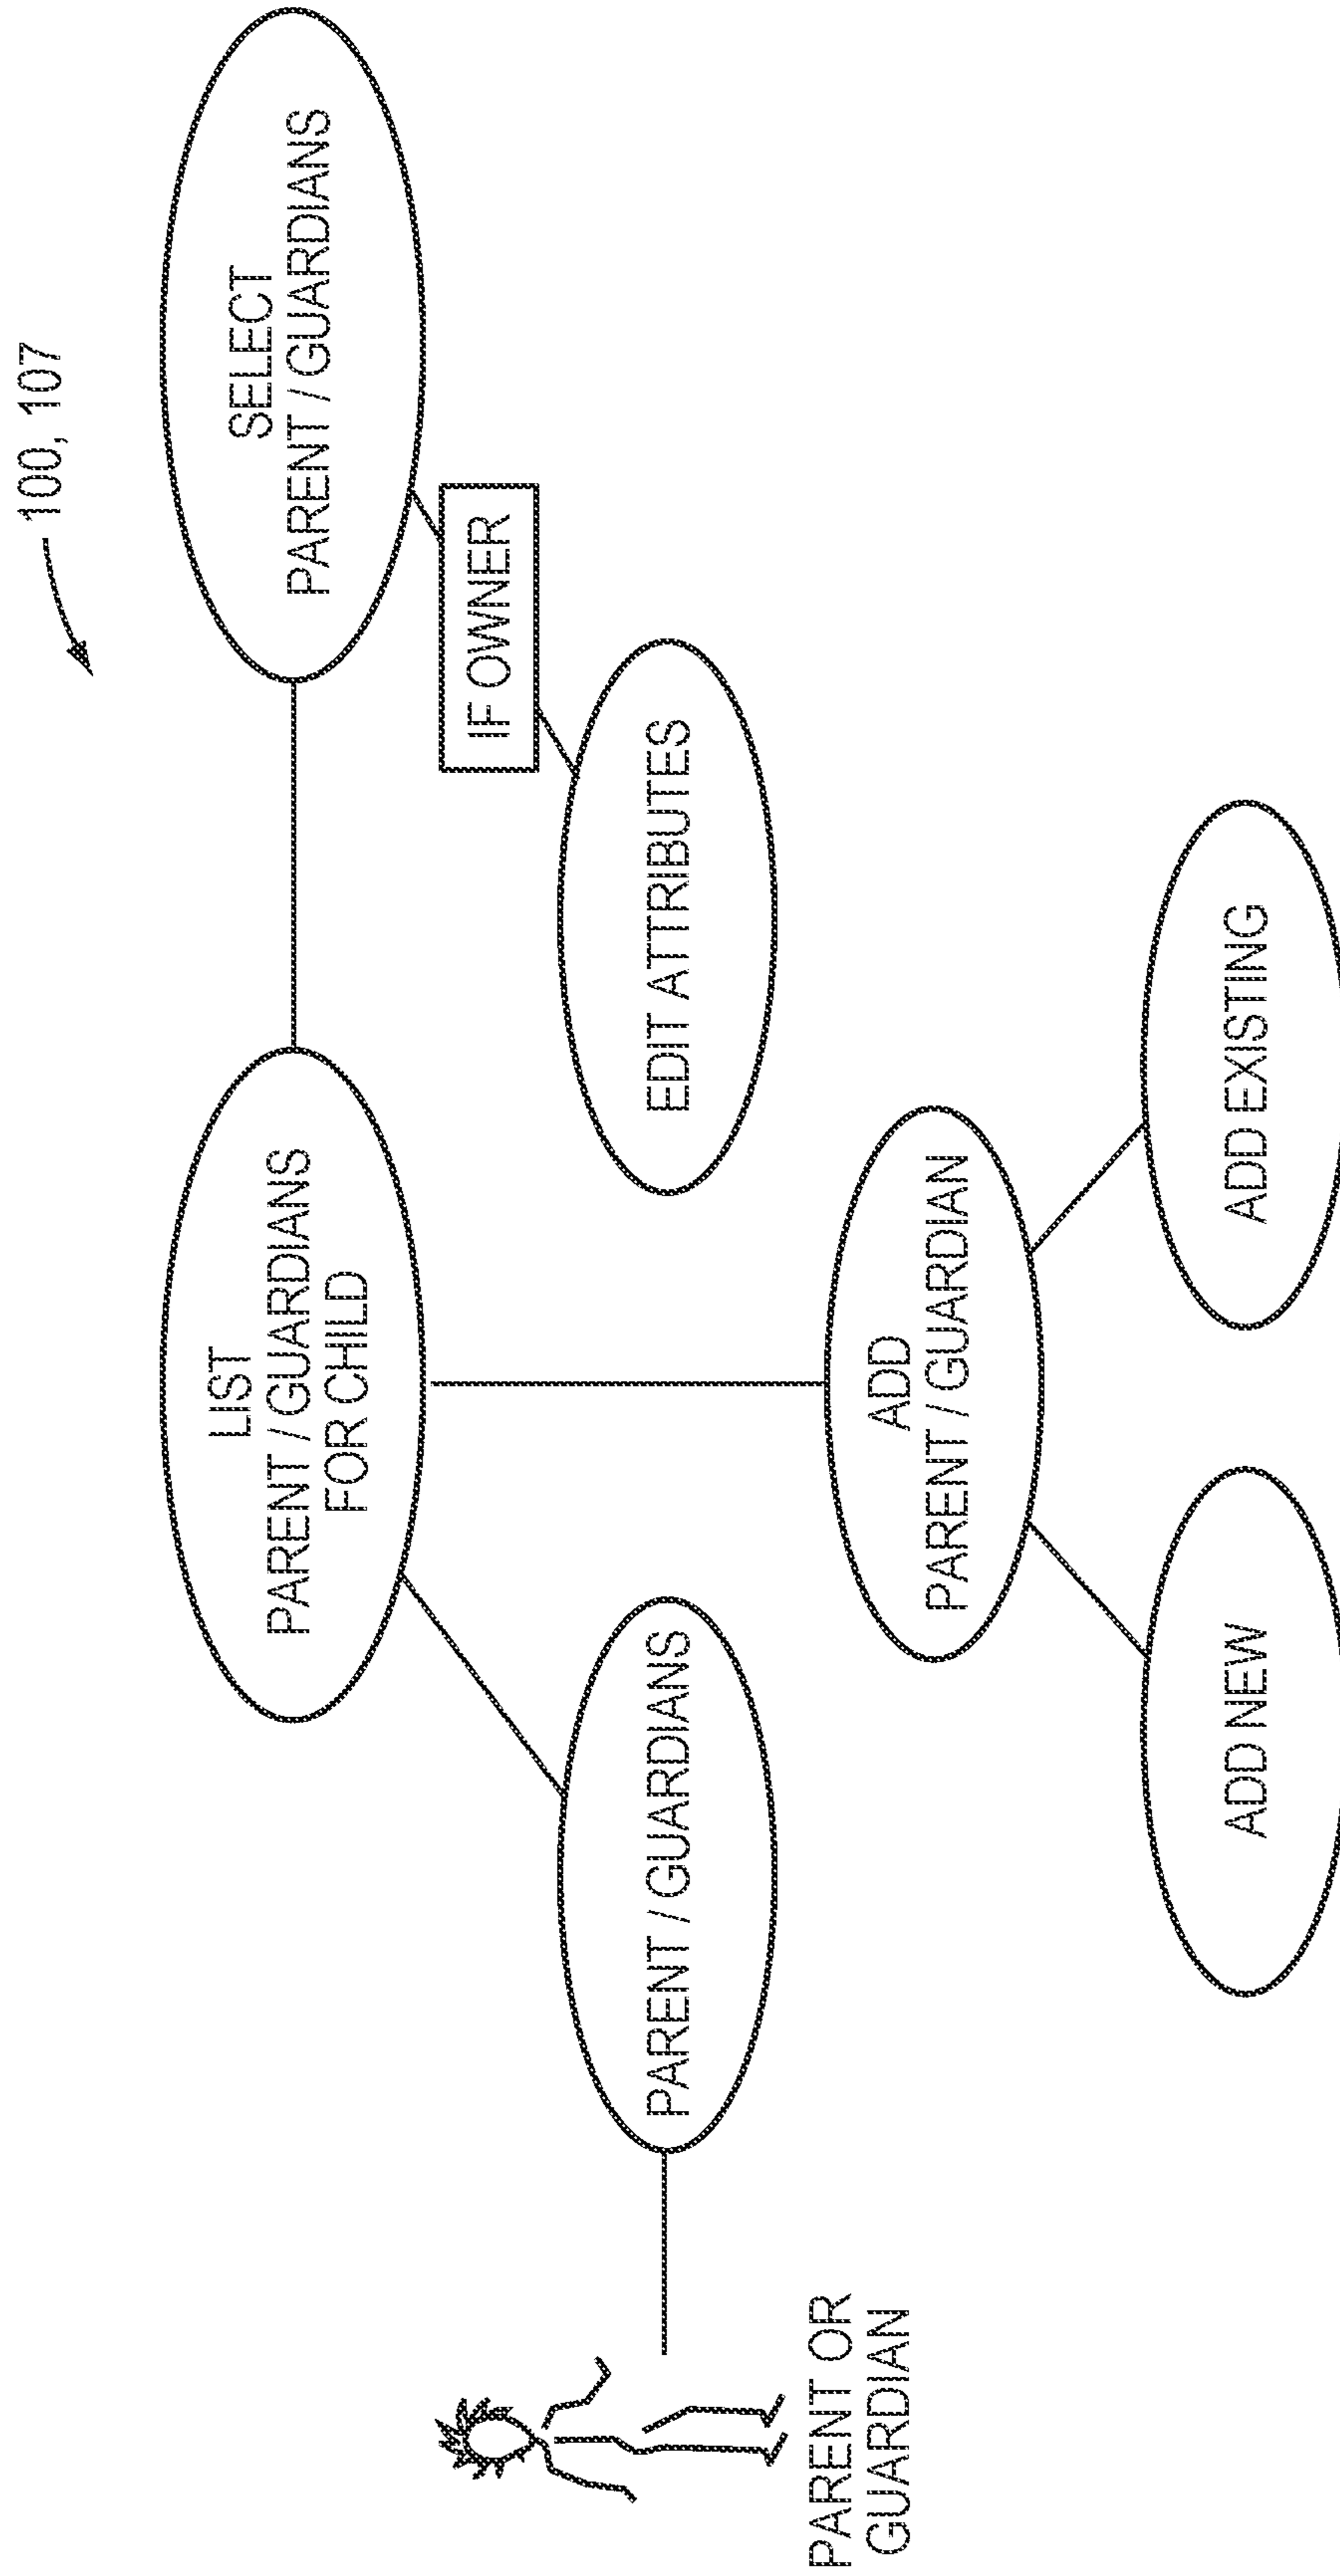 100, 107
LIST
PARENT / GUARDIANS
FOR CHILD
SELECT
PARENT / GUARDIANS
IF OWNER
PARENT / GUARDIANS
EDIT ATTRIBUTES
PARENT OR
GUARDIAN
ADD
PARENT / GUARDIAN
ADD NEW
ADD EXISTING